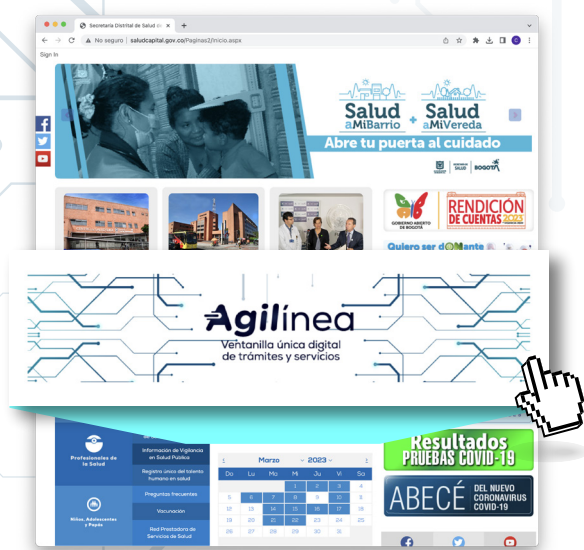 Secretaría Distrital de Salud de
No seguro | saludcapital.gov.co/Paginas2/Inicio.aspx
Sign In
Salud aMiBarrio + Salud aMiVereda
Abre tu puerta al cuidado
SALUD
BOGOTÁ
GOBIERNO ABIERTO
DE BOGOTÁ
RENDICIÓN
DE CUENTAS 2023
Quiero ser donante
Agilínea
Ventanilla única digital
de trámites y servicios
Profesionales de
la Salud
Niños, Adolescentes
y Papás
Información de Vigilancia
en Salud Pública
Registro único del talento
humano en salud
Preguntas frecuentes
Vacunación
Red Prestadora de
Servicios de Salud
Marzo 2023
Do Lu Ma Mi Ju Vi Sa
1 2 3 4
5 6 7 8 9 10 11
12 13 14 15 16 17 18
19 20 21 22 23 24 25
26 27 28 29 30 31
Resultados
PRUEBAS COVID-19
ABECÉ DEL NUEVO
CORONAVIRUS
COVID-19